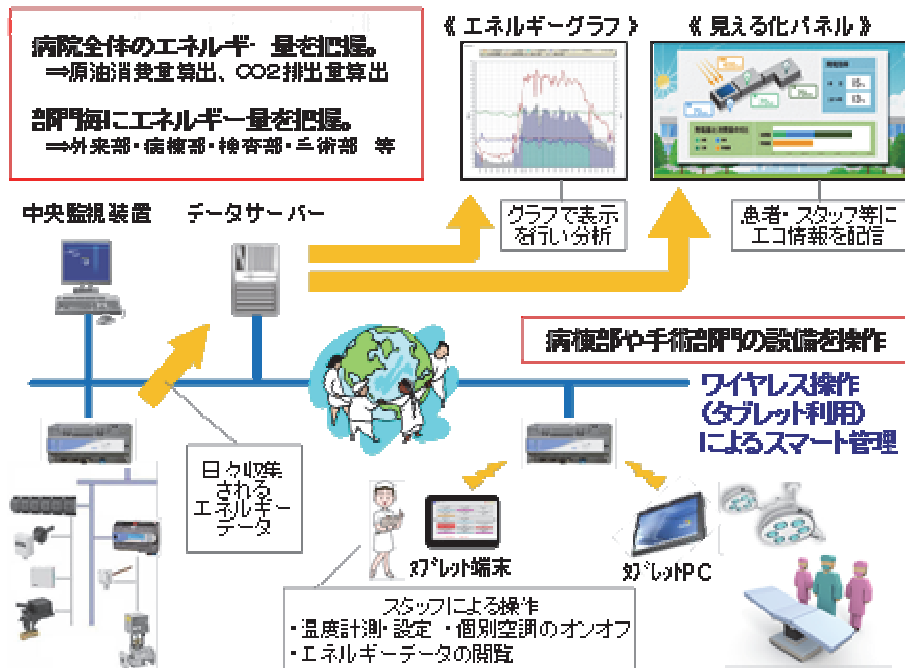 病院全体のエネルギー量を把握。
⇒原油消費量算出、CO2排出量算出
部門毎にエネルギー量を把握。
⇒外来部・病棟部・検査部・手術部 等
《 エネルギーグラフ 》
《 見える化パネル 》
グラフで表示
を行い分析
患者・スタッフ等に
エコ情報を配信
中央監視装置
データサーバー
病棟部や手術部門の設備を操作
ワイヤレス操作
(タブレット利用)
によるスマート管理
日々収集
される
エネルギー
データ
タブレット端末
タブレットPC
スタッフによる操作
・温度計測・設定 ・個別空調のオンオフ
・エネルギーデータの閲覧